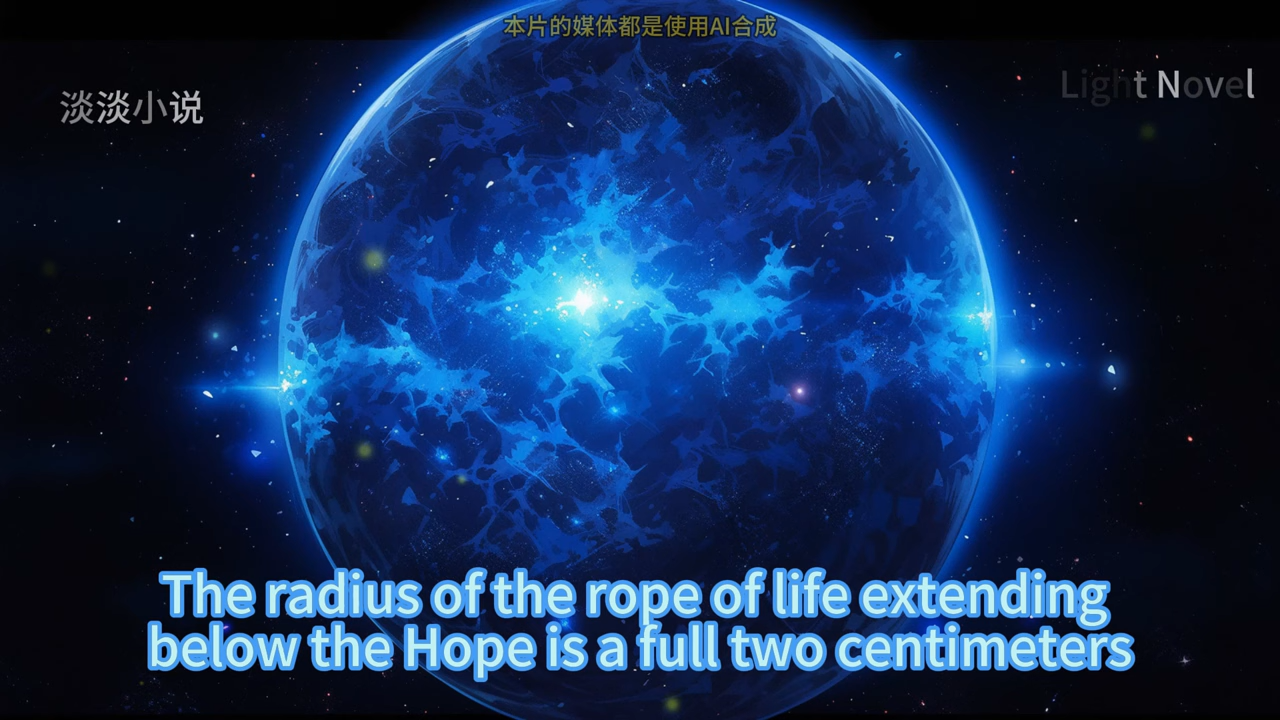 本片的媒体都是使用AI合成
淡淡小说
Light Novel
The radius of the rope of life extending
below the Hope is a full two centimeters